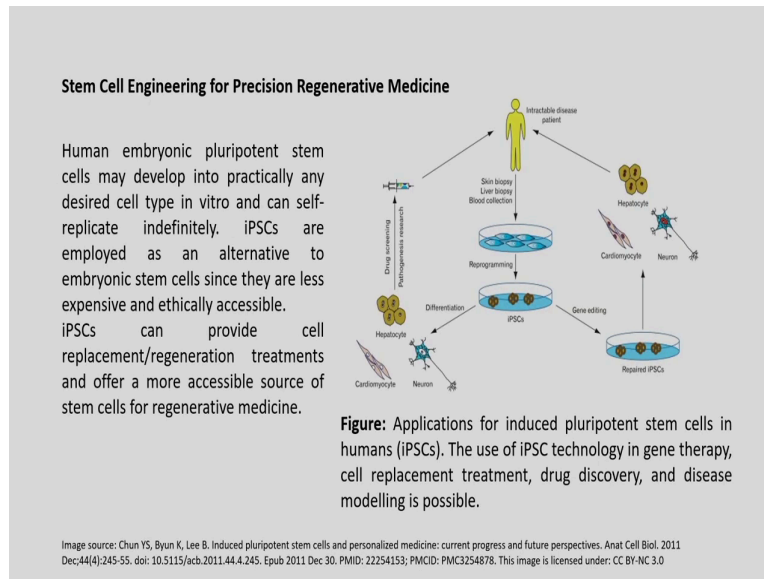 Stem Cell Engineering for Precision Regenerative Medicine
Human embryonic pluripotent stem
cells may develop into practically any
desired cell type in vitro and can self-
replicate indefinitely. iPSCs are
employed as an alternative to
embryonic stem cells since they are less
expensive and ethically accessible.
iPSCs can provide cell
replacement/regeneration treatments
and offer a more accessible source of
stem cells for regenerative medicine.
Intractable disease
patient
Skin biopsy
Liver biopsy
Blood collection
Reprogramming
iPSCs
Differentiation
Gene editing
Drug screening
Pathogenesis research
Hepatocyte
Cardiomyocyte
Neuron
Hepatocyte
Cardiomyocyte
Neuron
Repaired iPSCs
Figure: Applications for induced pluripotent stem cells in
humans (iPSCs). The use of iPSC technology in gene therapy,
cell replacement treatment, drug discovery, and disease
modelling is possible.
Image source: Chun YS, Byun K, Lee B. Induced pluripotent stem cells and personalized medicine: current progress and future perspectives. Anat Cell Biol. 2011
Dec;44(4):245-55. doi: 10.5115/acb.2011.44.4.245. Epub 2011 Dec 30. PMID: 22254153; PMCID: PMC3254878. This image is licensed under: CC BY-NC 3.0